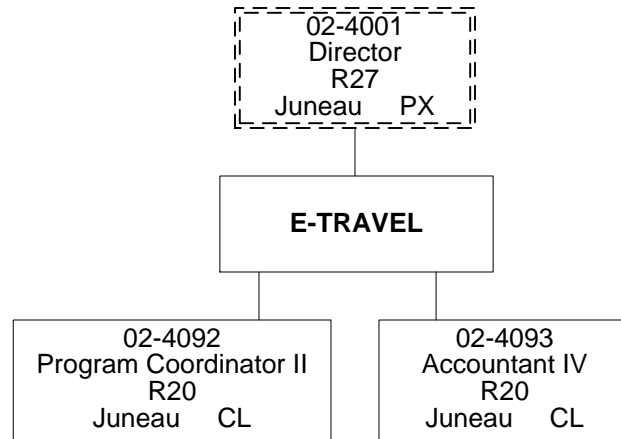 02-4001
Director
R27
Juneau PX
E-TRAVEL
02-4092
Program Coordinator II
R20
Juneau CL
02-4093
Accountant IV
R20
Juneau CL